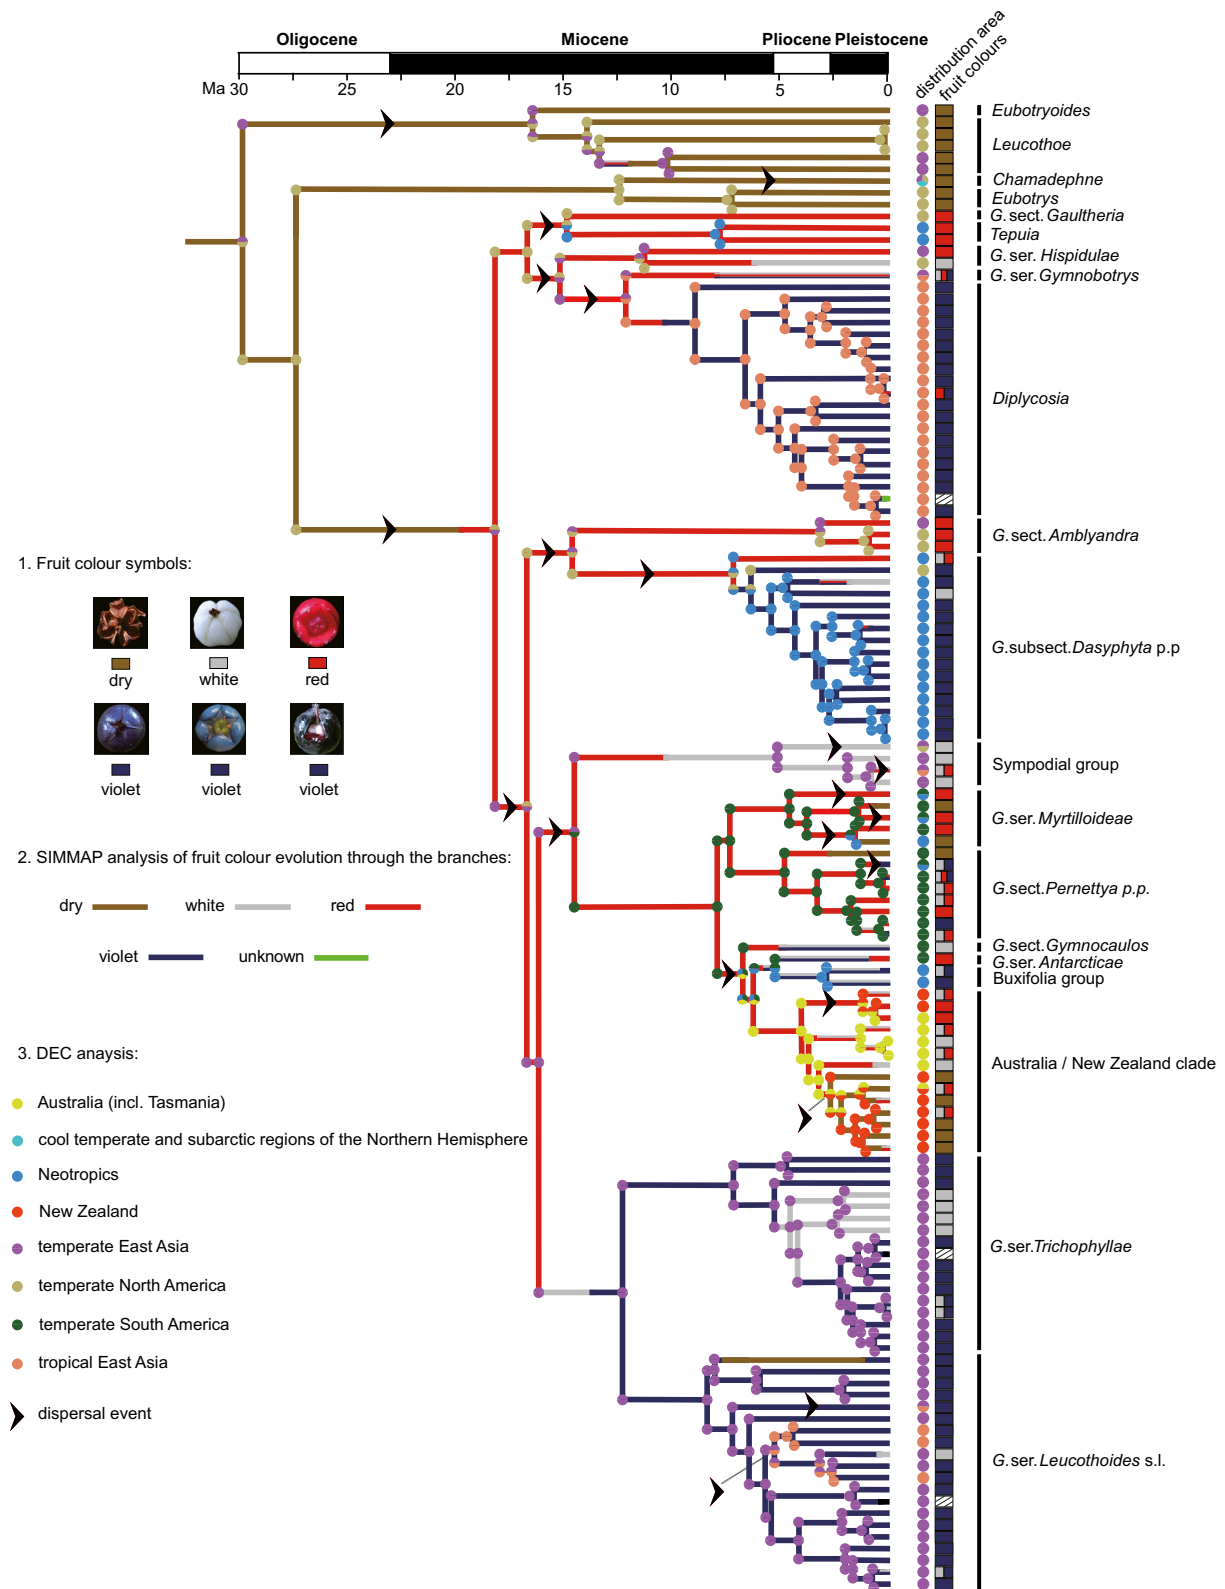 Oligocene
Miocene
Pliocene
Pleistocene
distribution area
fruit colours
Ma 30
25
20
15
10
5
0
Eubotryoides
Leucothoe
Chamadephne
Eubotrys
G.sect.Gaultheria
Tepuia
G.ser.Hispidulae
G.ser.Gymnobotrys
Diplycosia
G.sect.Amblyandra
G.subsect.Dasyphyta p.p
Sympodial group
G.ser.Myrtilloideae
G.sect.Pernettya p.p.
G.sect.Gymnocaulos
G.ser.Antarcticae
Buxifolia group
Australia / New Zealand clade
G.ser.Trichophyllae
G.ser.Leucothoides s.l.
1. Fruit colour symbols:
dry
white
red
violet
violet
violet
2. SIMMAP analysis of fruit colour evolution through the branches:
dry
white
red
violet
unknown
3. DEC anaysis:
Australia (incl. Tasmania)
cool temperate and subarctic regions of the Northern Hemisphere
Neotropics
New Zealand
temperate East Asia
temperate North America
temperate South America
tropical East Asia
dispersal event